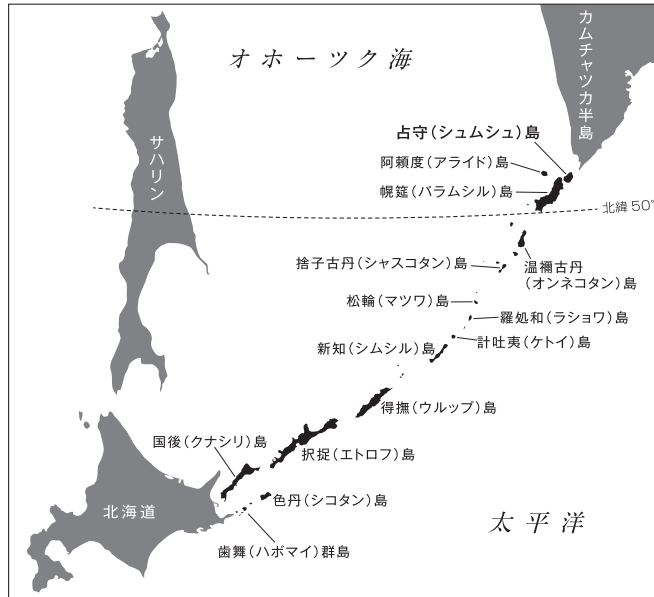 オホーツク海
カムチャツカ半島
サハリン
占守(シュムシュ)島
阿頼度(アライド)島
幌筵(パラムシル)島
北緯50°
捨子古丹(シャスコタン)島
温禰古丹
(オンネコタン)島
松輪(マツワ)島
羅処和(ラショワ)島
計吐夷(ケトイ)島
新知(シムシル)島
得撫(ウルップ)島
国後(クナシリ)島
択捉(エトロフ)島
色丹(シコタン)島
北海道
太平洋
歯舞(ハボマイ)群島